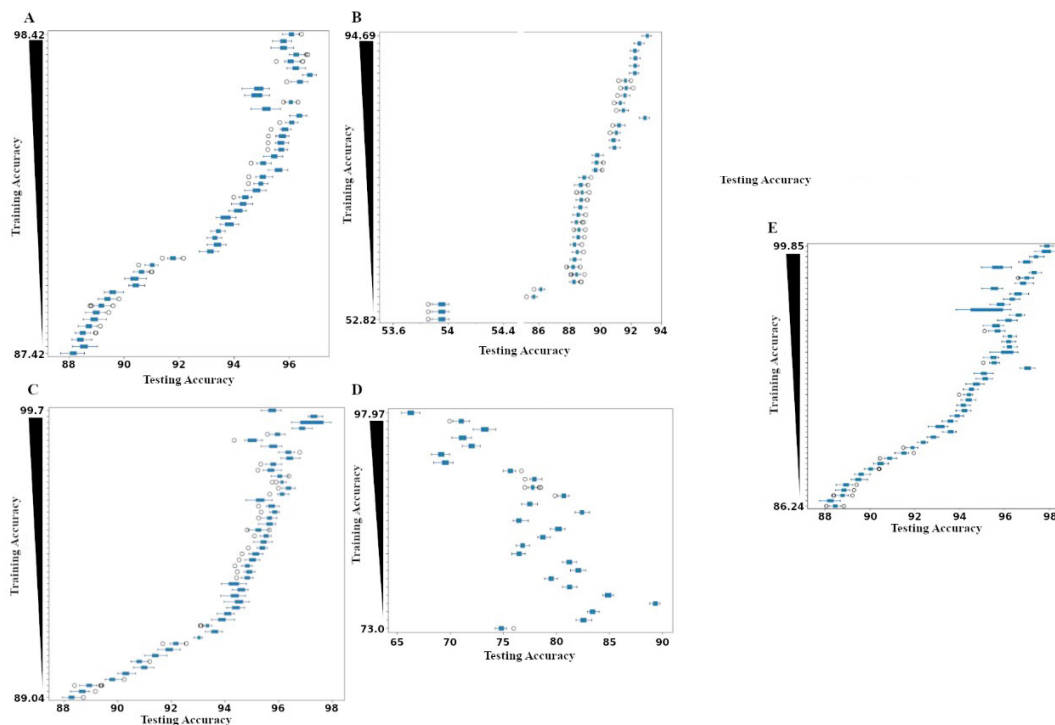 A
98.42
Training Accuracy
87.42
88 90 92 94 96
Testing Accuracy
B
94.69
Training Accuracy
52.82
53.6 54 54.4 86 88 90 92 94
Testing Accuracy
C
99.7
Training Accuracy
89.04
88 90 92 94 96 98
Testing Accuracy
D
97.97
Training Accuracy
73.0
65 70 75 80 85 90
Testing Accuracy
Testing Accuracy
E
99.85
Training Accuracy
86.24
88 90 92 94 96 98
Testing Accuracy